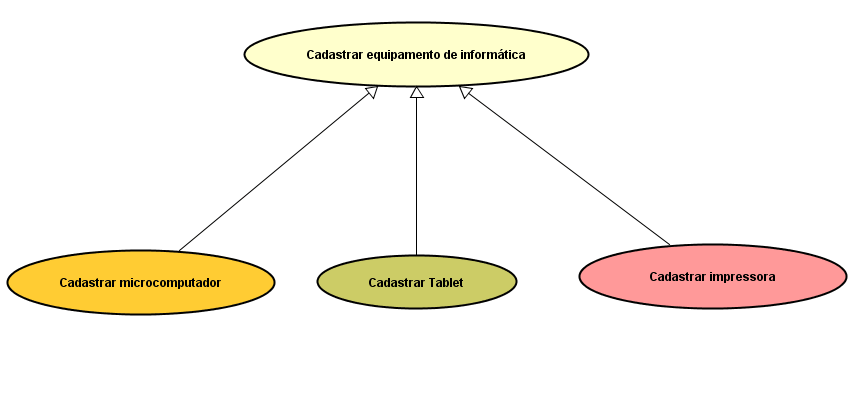 Cadastrar equipamento de informática
Cadastrar microcomputador
Cadastrar Tablet
Cadastrar impressora